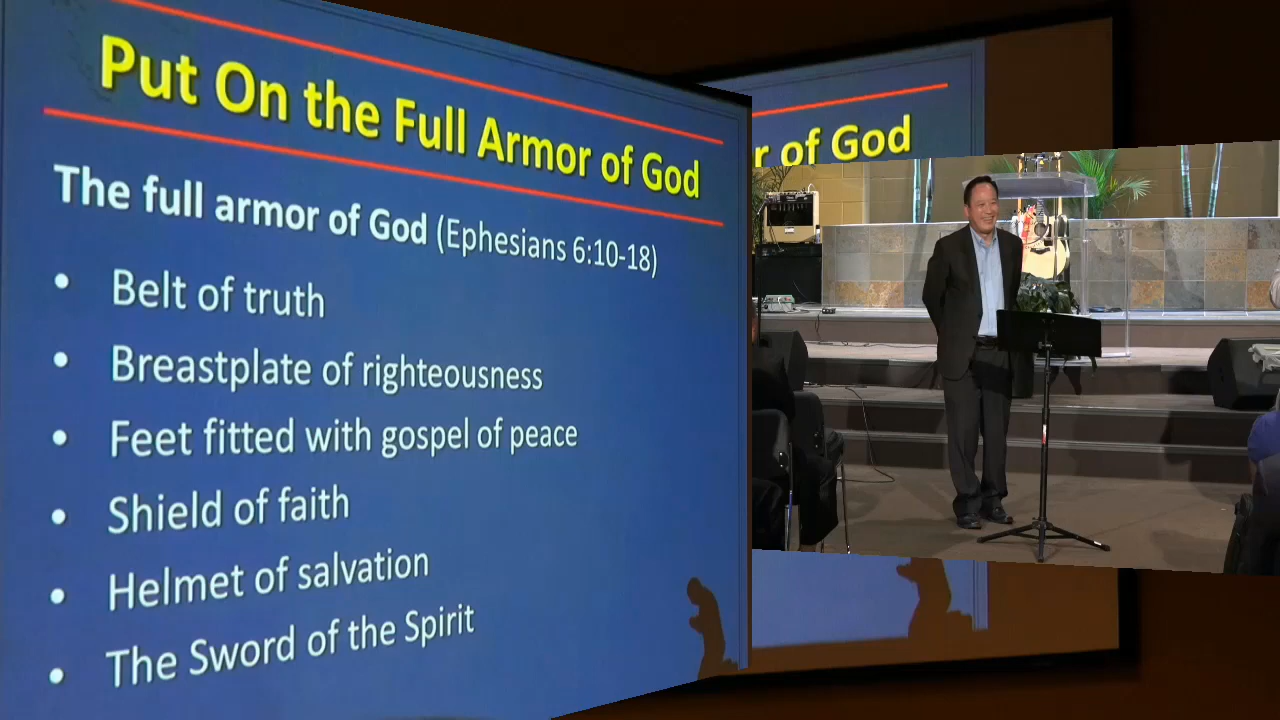 Put On the Full Armor of God
The full armor of God (Ephesians 6:10-18)
• Belt of truth
• Breastplate of righteousness
• Feet fitted with gospel of peace
• Shield of faith
• Helmet of salvation
• The Sword of the Spirit
r of God